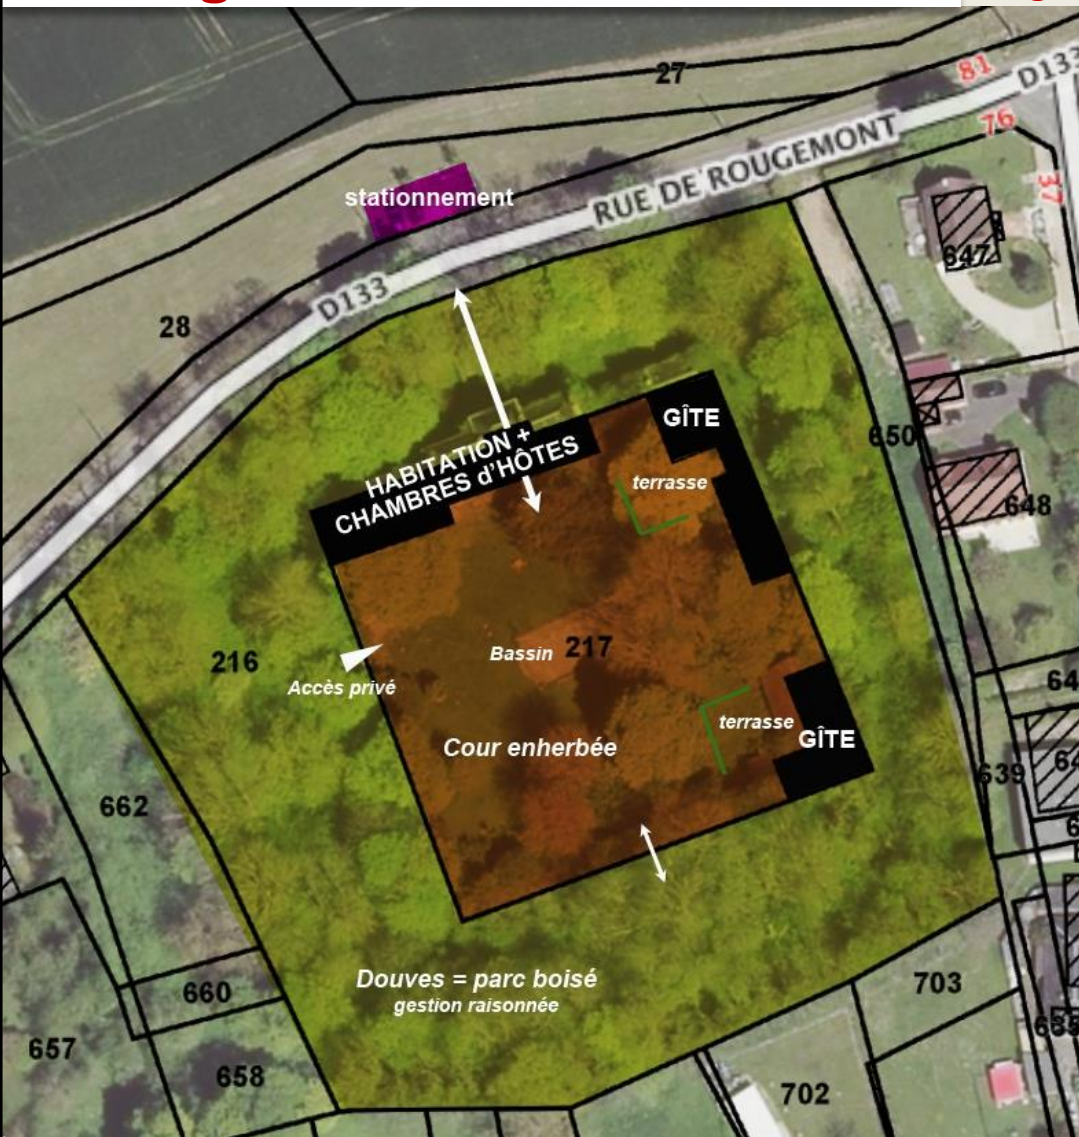 27
81
D133
76
RUE DE ROUGEMONT
37
stationnement
647
D133
28
GÎTE
650
HABITATION +
CHAMBRES d'HÔTES
terrasse
648
217
Bassin
216
Accès privé
terrasse
GÎTE
Cour enherbée
639
662
Douves = parc boisé
gestion raisonnée
703
660
657
658
702